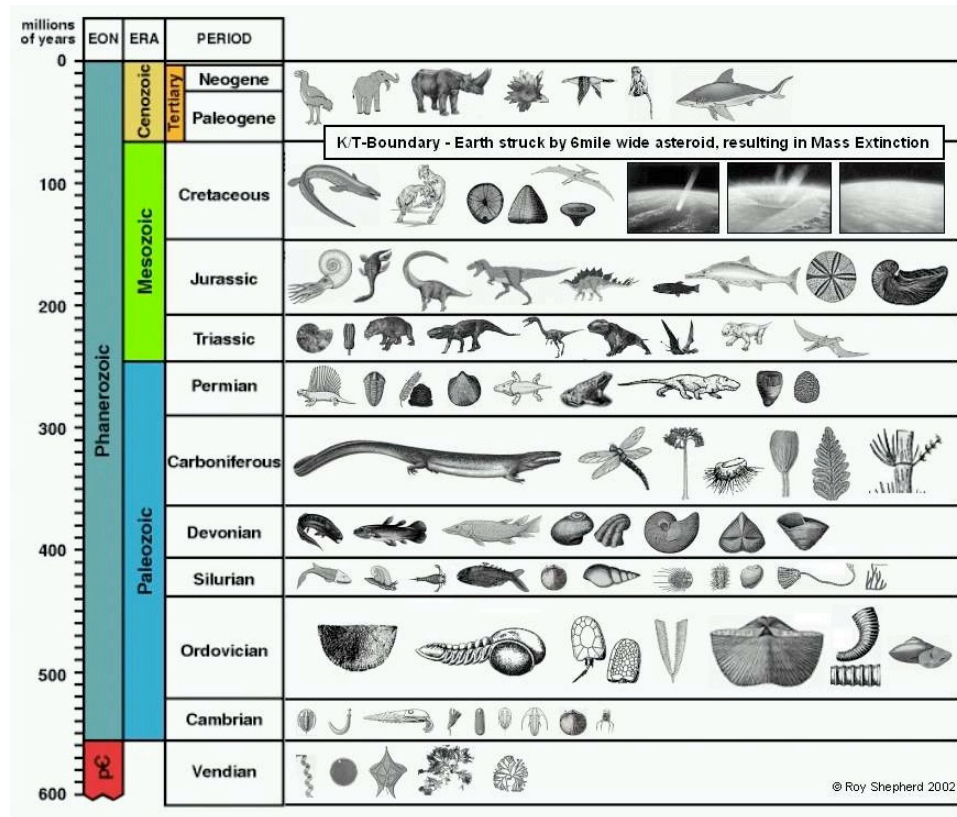 millions
of years
EON
ERA
PERIOD
0
100
200
300
400
500
600
Phanerozoic
p€
Cenozoic
Mesozoic
Paleozoic
Tertiary
Neogene
Paleogene
K/T-Boundary - Earth struck by 6mile wide asteroid, resulting in Mass Extinction
Cretaceous
Jurassic
Triassic
Permian
Carboniferous
Devonian
Silurian
Ordovician
Cambrian
Vendian
© Roy Shepherd 2002